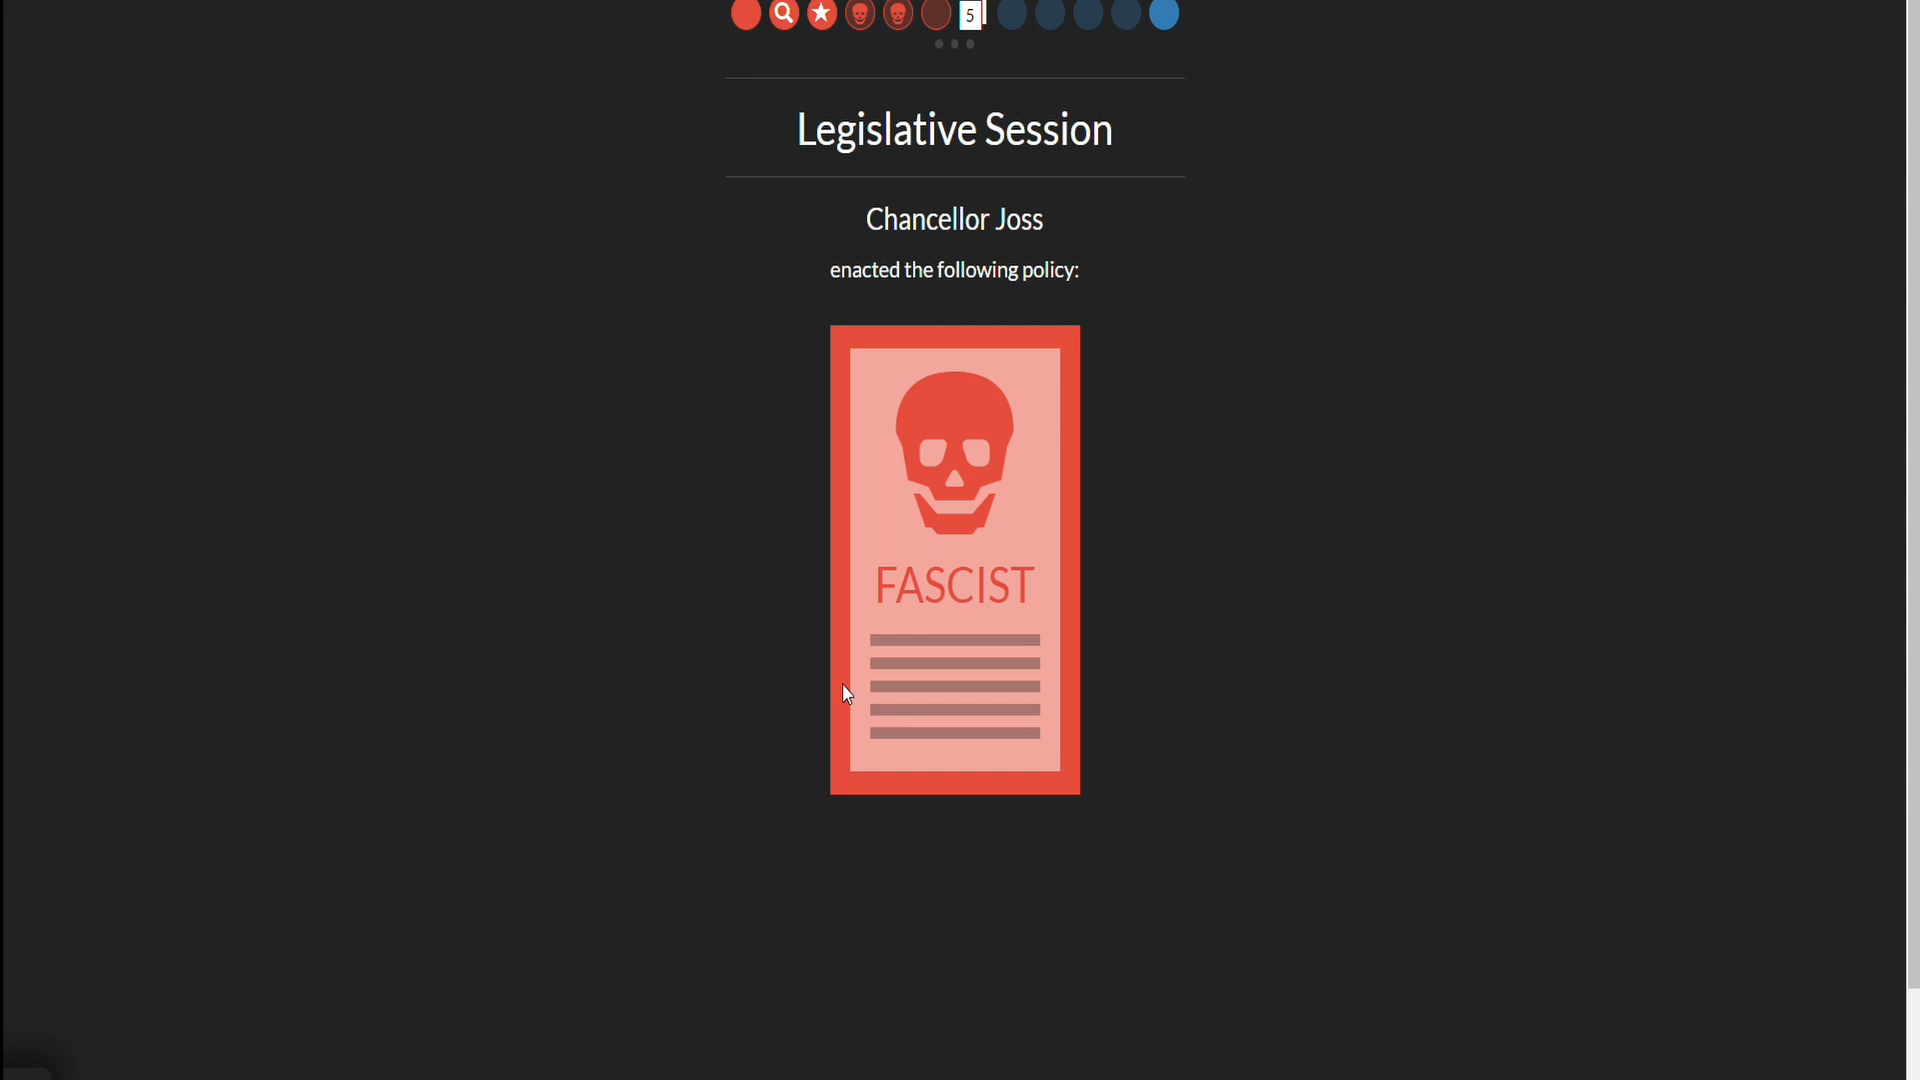 5
Legislative Session
Chancellor Joss
enacted the following policy:
FASCIST